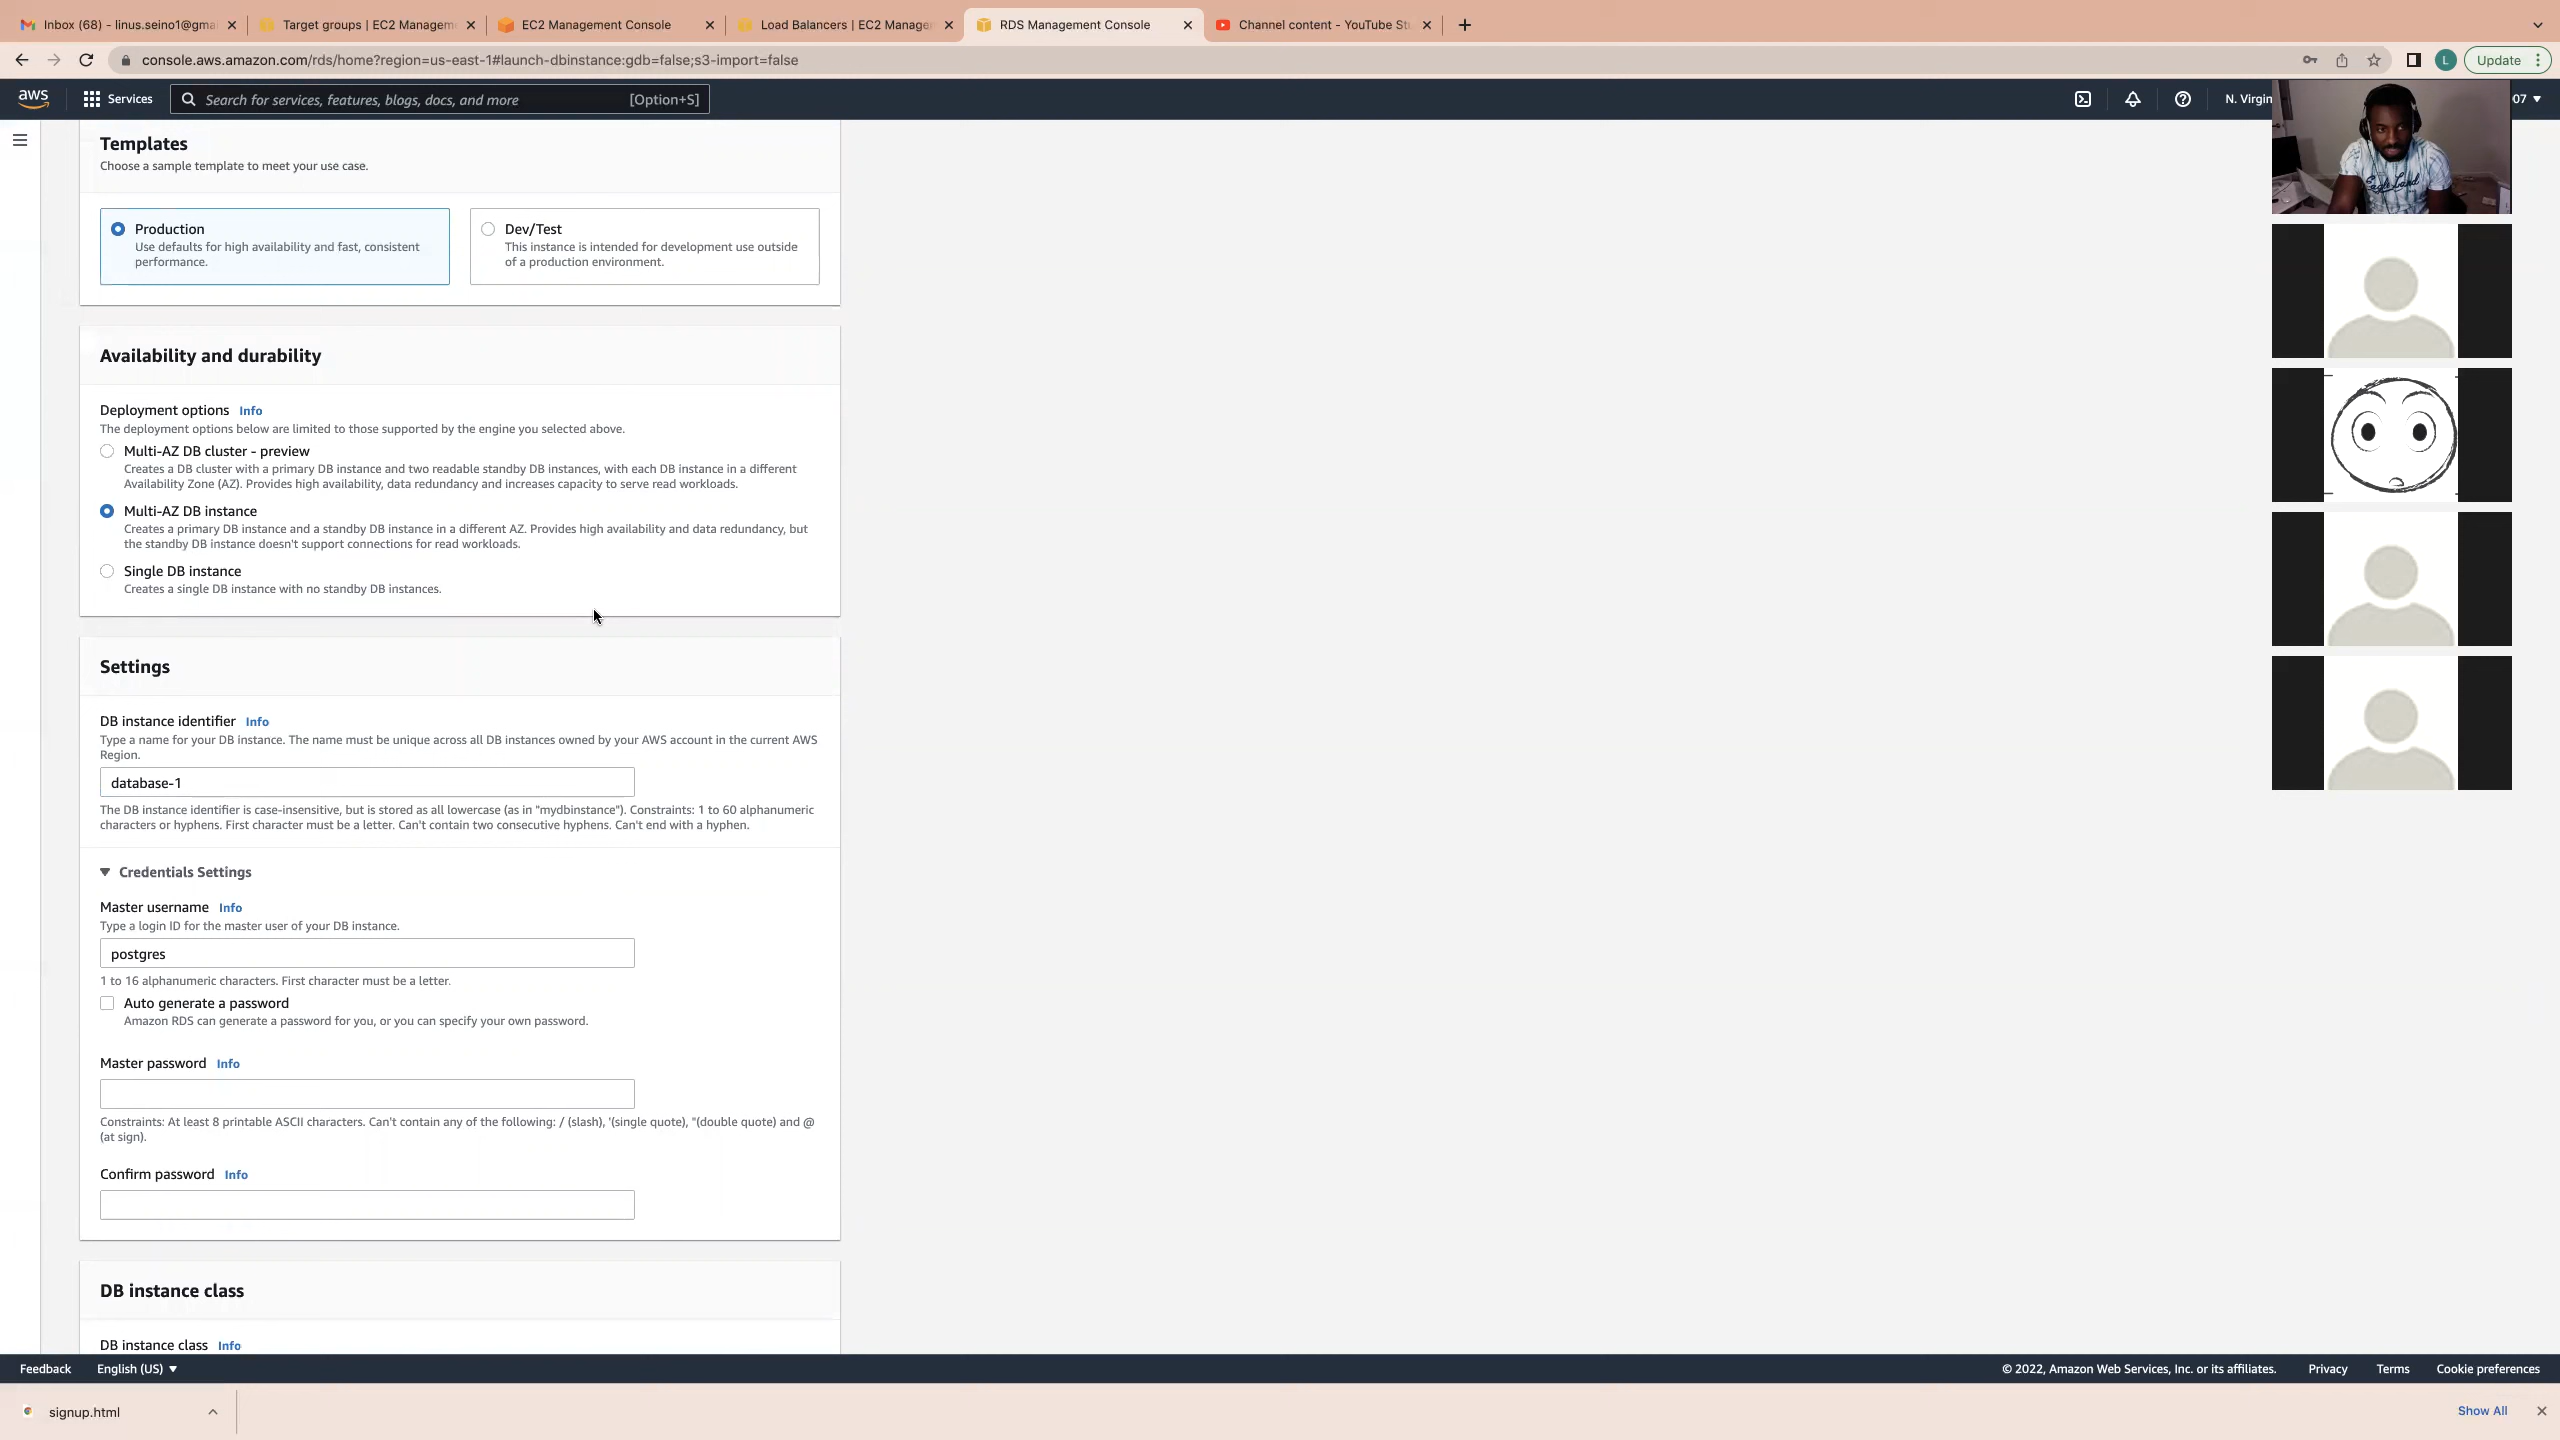 Inbox (68) - linus.seino1@gma
Target groups | EC2 Managem
EC2 Management Console
Load Balancers | EC2 Manage
RDS Management Console
Channel content - YouTube St
console.aws.amazon.com/rds/home?region=us-east-1#launch-dbinstance:gdb=false;s3-import=false
L
Update
aws
Services
Search for services, features, blogs, docs, and more
[Option+S]
N. Virgin
07
Templates
Choose a sample template to meet your use case.
Production
Use defaults for high availability and fast, consistent
performance.
Dev/Test
This instance is intended for development use outside
of a production environment.
Availability and durability
Deployment options Info
The deployment options below are limited to those supported by the engine you selected above.
Multi-AZ DB cluster - preview
Creates a DB cluster with a primary DB instance and two readable standby DB instances, with each DB instance in a different
Availability Zone (AZ). Provides high availability, data redundancy and increases capacity to serve read workloads.
Multi-AZ DB instance
Creates a primary DB instance and a standby DB instance in a different AZ. Provides high availability and data redundancy, but
the standby DB instance doesn't support connections for read workloads.
Single DB instance
Creates a single DB instance with no standby DB instances.
Settings
DB instance identifier Info
Type a name for your DB instance. The name must be unique across all DB instances owned by your AWS account in the current AWS
Region.
database-1
The DB instance identifier is case-insensitive, but is stored as all lowercase (as in "mydbinstance"). Constraints: 1 to 60 alphanumeric
characters or hyphens. First character must be a letter. Can't contain two consecutive hyphens. Can't end with a hyphen.
Credentials Settings
Master username Info
Type a login ID for the master user of your DB instance.
postgres
1 to 16 alphanumeric characters. First character must be a letter.
Auto generate a password
Amazon RDS can generate a password for you, or you can specify your own password.
Master password Info
Constraints: At least 8 printable ASCII characters. Can't contain any of the following: / (slash), '(single quote), "(double quote) and @
(at sign).
Confirm password Info
DB instance class
DB instance class Info
Feedback
English (US)
© 2022, Amazon Web Services, Inc. or its affiliates.
Privacy
Terms
Cookie preferences
signup.html
Show All